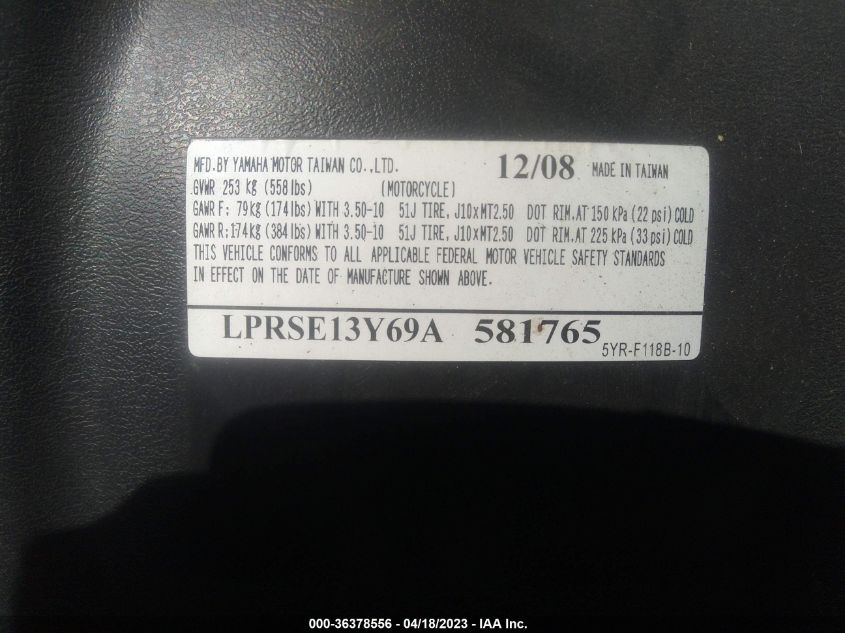 MFD.BY YAMAHA MOTOR TAIWAN CO.,LTD. 12/08 MADE IN TAIWAN
GVWR 253 kg (558 lbs) (MOTORCYCLE)
GAWR F; 79 kg (174 lbs) WITH 3.50-10 51J TIRE, J10xMT2.50 DOT RIM.AT 150 kPa (22 psi) COLD
GAWR R;174 kg (384 lbs) WITH 3.50-10 51J TIRE, J10xMT2.50 DOT RIM.AT 225 kPa (33 psi) COLD
THIS VEHICLE CONFORMS TO ALL APPLICABLE FEDERAL MOTOR VEHICLE SAFETY STANDARDS
IN EFFECT ON THE DATE OF MANUFACTURE SHOWN ABOVE.
LPRSE13Y69A 581765
5YR-F118B-10
000-36378556 - 04/18/2023 - IAA Inc.